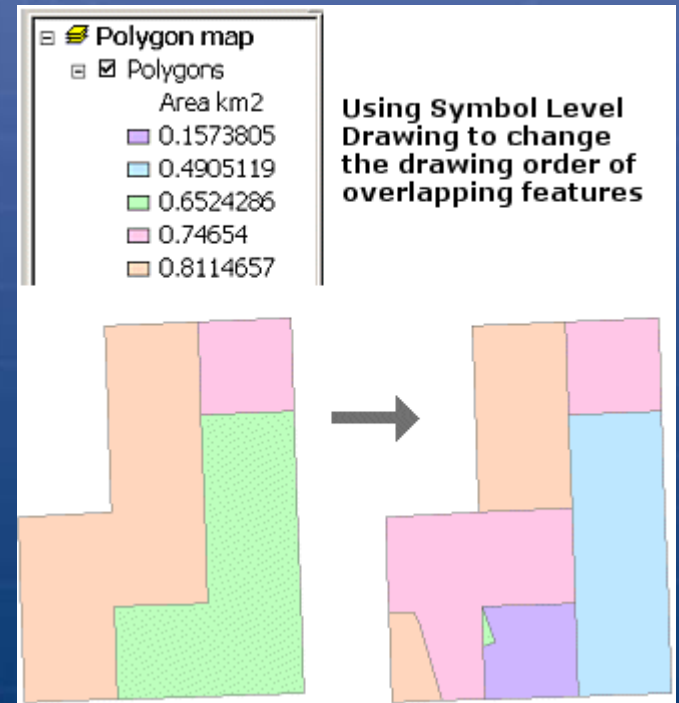 Polygon map
Polygons
Area km2
0.1573805
0.4905119
0.6524286
0.74654
0.8114657
Using Symbol Level
Drawing to change
the drawing order of
overlapping features